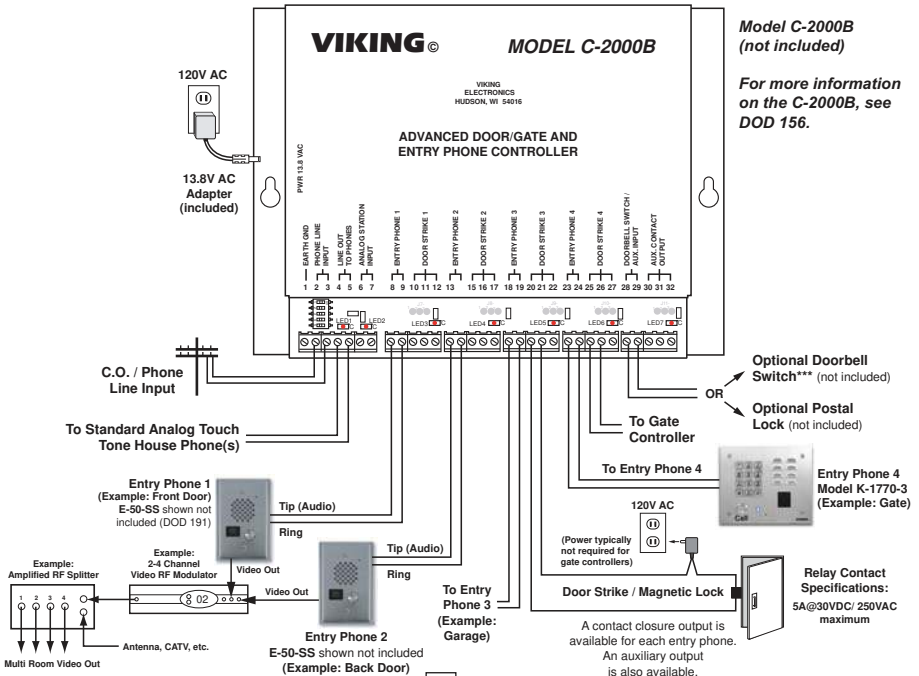 VIKING©
MODEL C-2000B
VIKING
ELECTRONICS
HUDSON, WI 54016
ADVANCED DOOR/GATE AND
ENTRY PHONE CONTROLLER
Model C-2000B
(not included)
For more information
on the C-2000B, see
DOD 156.
120V AC
13.8V AC
Adapter
(included)
PWR 13.8 VAC
EARTH GND
PHONE LINE
INPUT
LINE OUT
TO PHONES
ANALOG STATION
INPUT
ENTRY PHONE 1
DOOR STRIKE 1
ENTRY PHONE 2
DOOR STRIKE 2
ENTRY PHONE 3
DOOR STRIKE 3
ENTRY PHONE 4
DOOR STRIKE 4
DOORBELL SWITCH /
AUX. INPUT
AUX. CONTACT
OUTPUT
1 2 3 4 5 6 7 8 9 10 11 12 13 15 16 17 18 19 20 21 22 23 24 25 26 27 28 29 30 31 32
LED1 LED2 LED3 LED4 LED5 LED6 LED7
C.O. / Phone
Line Input
To Standard Analog Touch
Tone House Phone(s)
Optional Doorbell
Switch*** (not included)
OR
Optional Postal
Lock (not included)
To Gate
Controller
To Entry Phone 4
Entry Phone 4
Model K-1770-3
(Example: Gate)
Call
Entry Phone 1
(Example: Front Door)
E-50-SS shown not
included (DOD 191)
Tip (Audio)
Ring
Video Out
Tip (Audio)
Ring
Video Out
Example:
Amplified RF Splitter
1 2 3 4
Example:
2-4 Channel
Video RF Modulator
02
Antenna, CATV, etc.
Multi Room Video Out
Entry Phone 2
E-50-SS shown not included
(Example: Back Door)
To Entry
Phone 3
(Example:
Garage)
120V AC
(Power typically
not required for
gate controllers)
Door Strike / Magnetic Lock
A contact closure output is
available for each entry phone.
An auxiliary output
is also available.
Relay Contact
Specifications:
5A@30VDC/ 250VAC
maximum